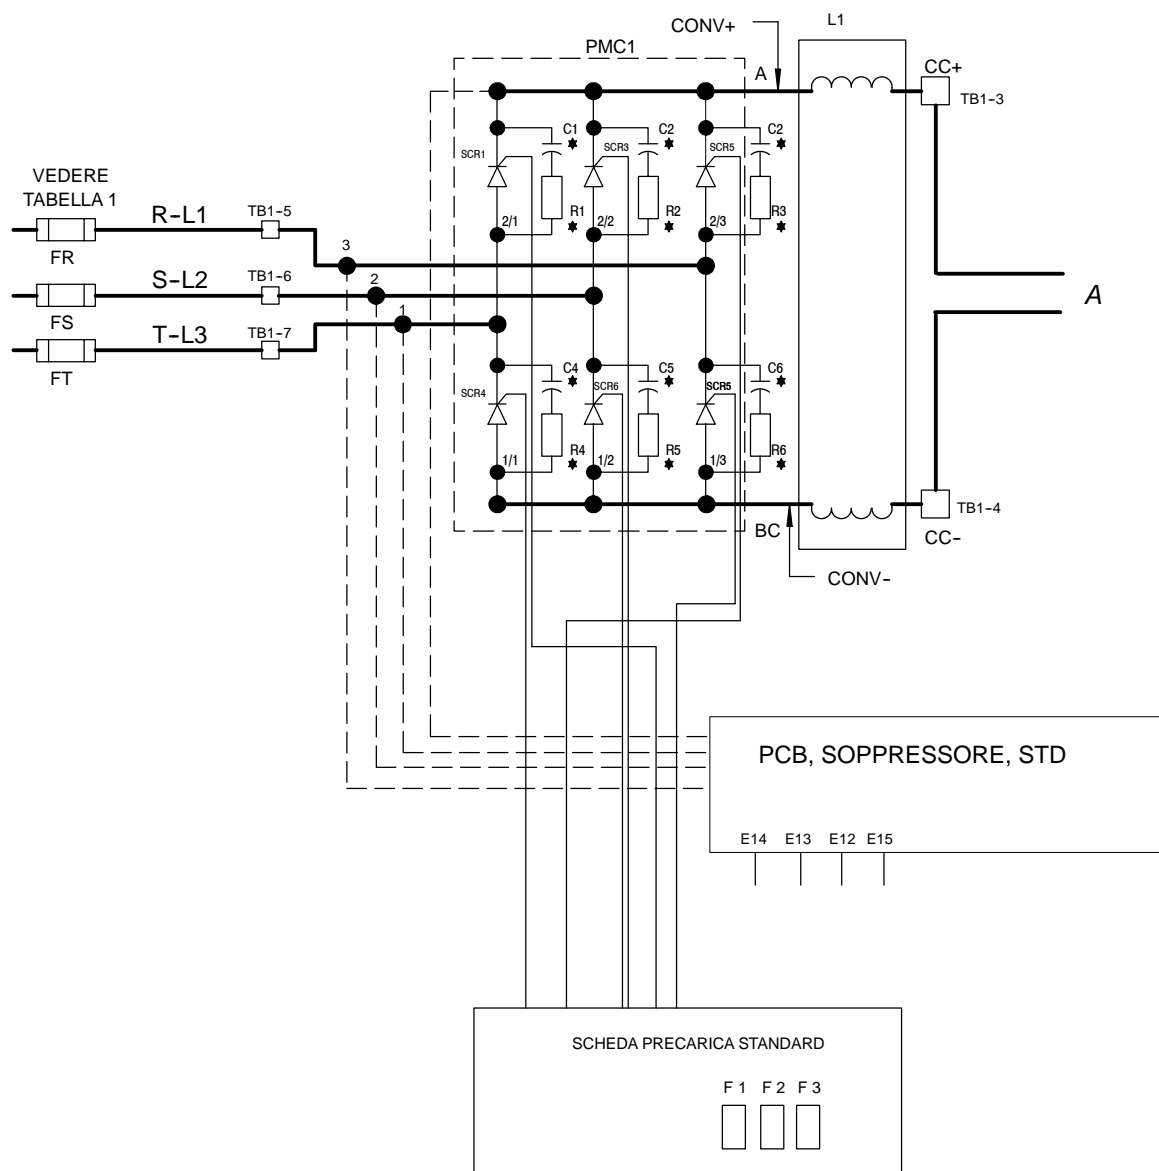 CONV+
L1
PMC1
A
CC+
TB1-3
C1
C2
C2
SCR1
SCR3
SCR5
VEDERE
TABELLA 1
R-L1
TB1-5
R1
R2
R3
2/1
2/2
2/3
FR
3
S-L2
TB1-6
2
A
FS
1
T-L3
TB1-7
FT
C4
C5
C6
SCR4
SCR6
SCR5
R4
R5
R6
1/1
1/2
1/3
BC
TB1-4
CC-
CONV-
PCB, SOPPRESSORE, STD
E14 E13 E12 E15
SCHEDA PRECARICA STANDARD
F 1 F 2 F 3